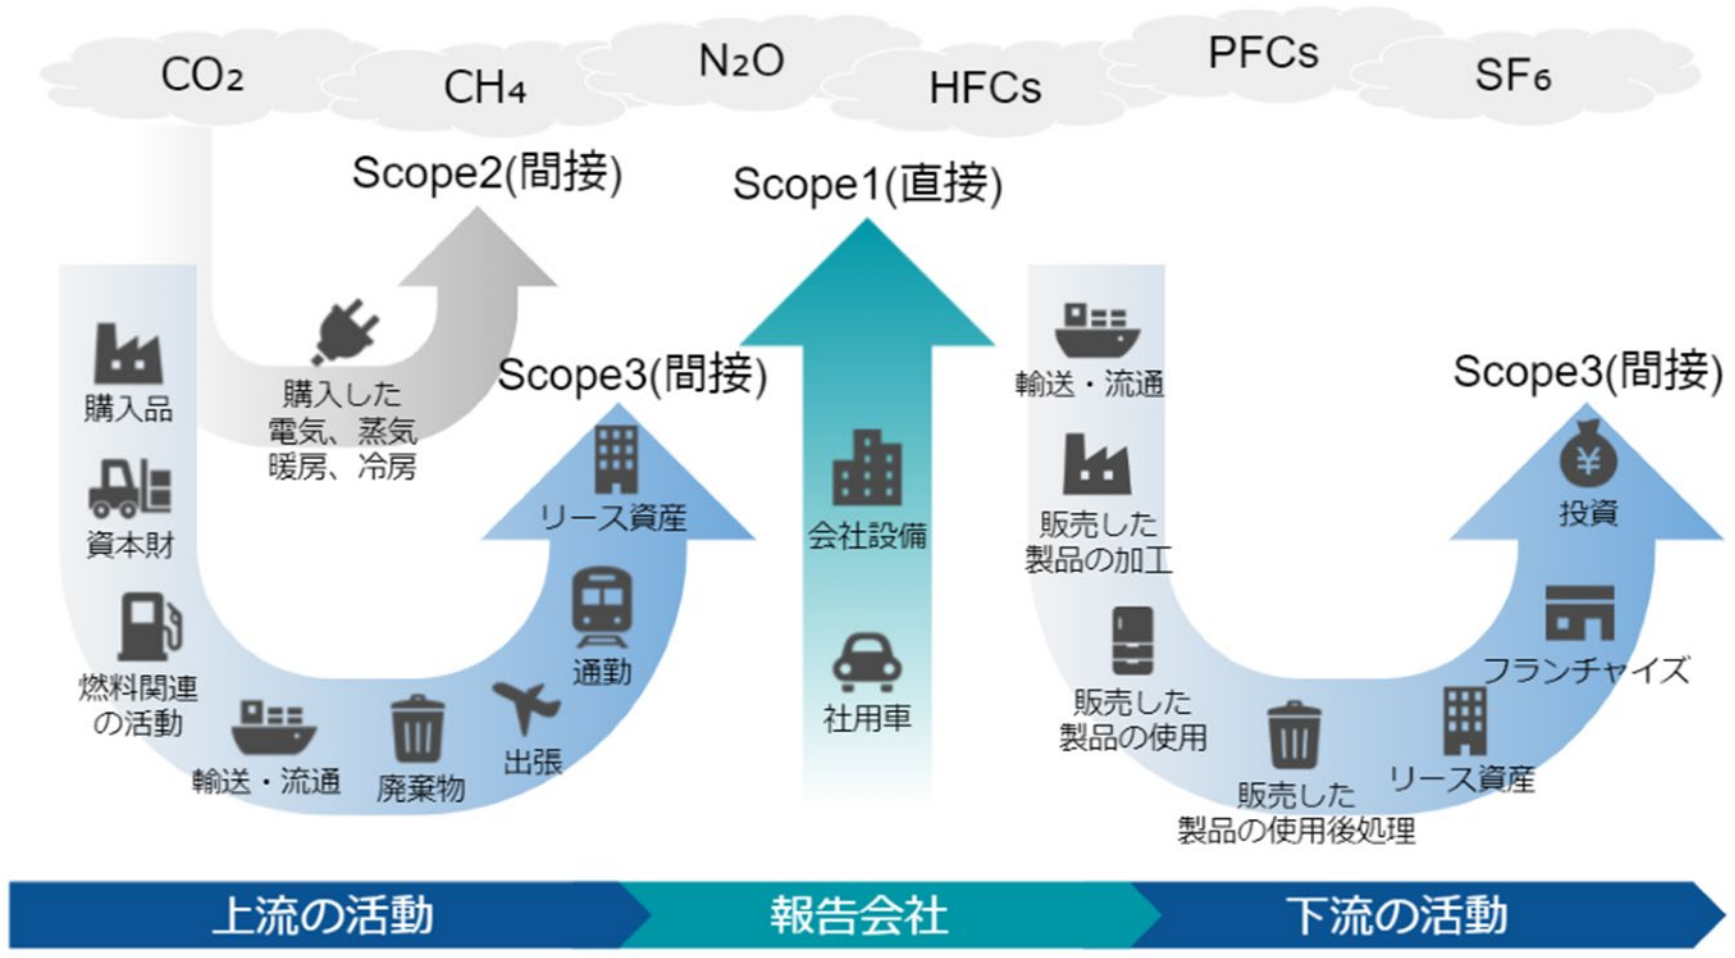 CO₂
CH₄
N₂O
HFCs
PFCs
SF₆
Scope2(間接)
Scope1(直接)
購入した
電気、蒸気
暖房、冷房
Scope3(間接)
購入品
資本財
燃料関連
の活動
輸送・流通
廃棄物
出張
通勤
リース資産
会社設備
社用車
Scope3(間接)
輸送・流通
販売した
製品の加工
販売した
製品の使用
販売した
製品の使用後処理
リース資産
フランチャイズ
¥
投資
上流の活動
報告会社
下流の活動